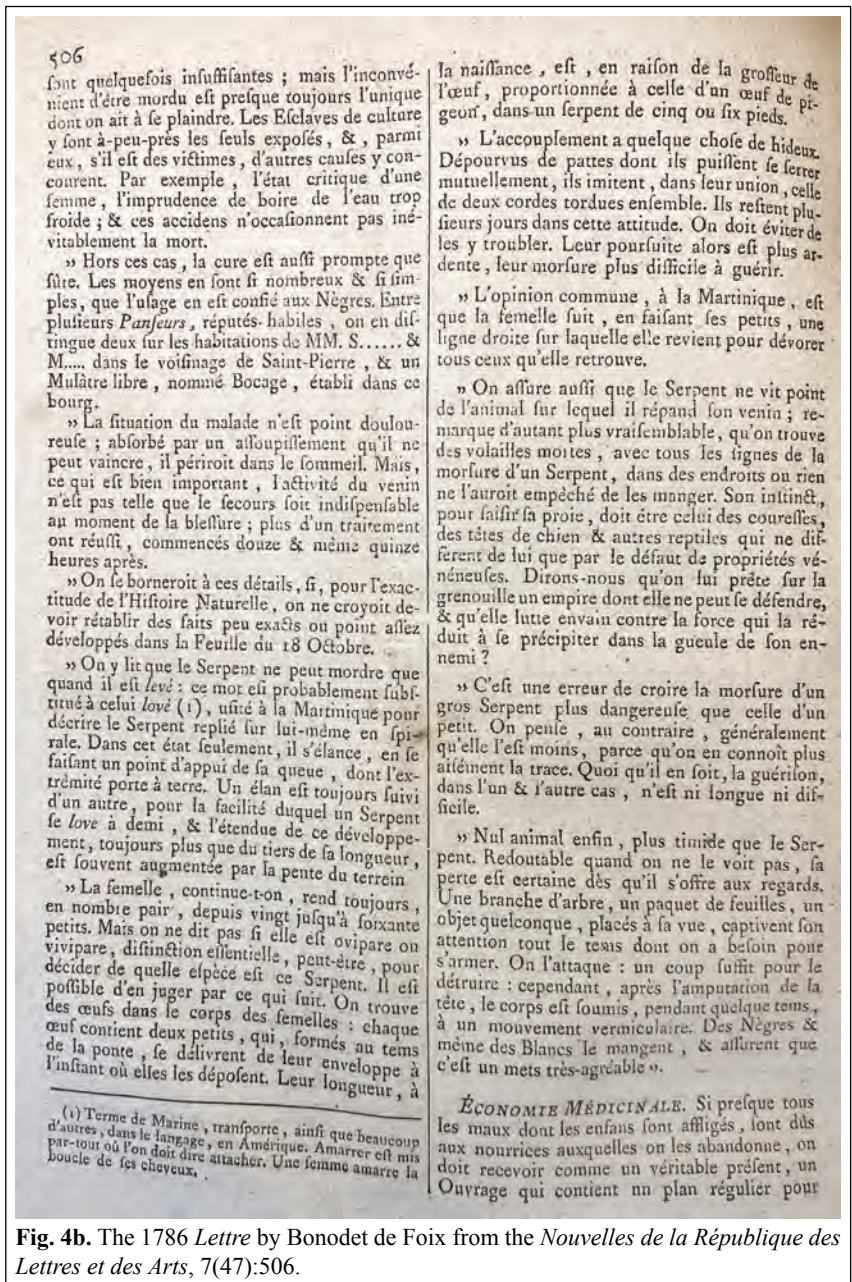 506
ſont quelquefois inſuffiſantes ; mais l'inconvé-
nient d'être mordu eſt preſque toujours l'unique
dont on ait à ſe plaindre. Les Eſclaves de culture
y ſont à-peu-près les ſeuls expoſés, & , parmi
eux, s'il eſt des victimes, d'autres cauſes y con-
courent. Par exemple , l'état critique d'une
femme , l'imprudence de boire de l'eau trop
froide ; & ces accidens n'occaſionnent pas iné-
vitablement la mort.
» Hors ces cas, la cure eſt auſſi prompte que
ſûre. Les moyens en ſont ſi nombreux & ſi ſim-
ples, que l'uſage en eſt confié aux Nègres. Entre
pluſieurs Panſeurs, réputés-habiles , on en diſ-
tingue deux ſur les habitations de MM. S...... &
M..... dans le voiſinage de Saint-Pierre , & un
Mulâtre libre , nommé Bocage , établi dans ce
bourg.
» La ſituation du malade n'eſt point doulou-
reuſe ; abſorbé par un aſſoupiſſement qu'il ne
peut vaincre, il périroit dans le ſommeil. Mais,
ce qui eſt bien important , l'activité du venin
n'eſt pas telle que le ſecours ſoit indiſpenſable
au moment de la bleſſure ; plus d'un traitement
ont réuſſi , commencés douze & même quinze
heures après.
» On ſe borneroit à ces détails, ſi, pour l'exac-
titude de l'Hiſtoire Naturelle, on ne croyoit de-
voir rétablir des faits peu exacts ou point aſſez
développés dans la Feuille du 18 Octobre.
» On y lit que le Serpent ne peut mordre que
quand il eſt levé : ce mot eſt probablement ſubſ-
titué à celui lové (1) , uſité à la Martinique pour
décrire le Serpent replié ſur lui-même en ſpi-
rale. Dans cet état ſeulement, il s'élance , en ſe
faiſant un point d'appui de ſa queue , dont l'ex-
trêmité porte à terre. Un élan eſt toujours ſuivi
d'un autre, pour la facilité duquel un Serpent
ſe love à demi , & l'étendue de ce développe-
ment, toujours plus que du tiers de ſa longueur,
eſt ſouvent augmentée par la pente du terrein
» La femelle , continue-t-on , rend toujours ,
en nombre pair , depuis vingt juſqu'à ſoixante
petits. Mais on ne dit pas ſi elle eſt ovipare ou
vivipare, diſtinction eſſentielle, peut-être , pour
décider de quelle eſpèce eſt ce Serpent. Il eſt
poſſible d'en juger par ce qui ſuit. On trouve
des œufs dans le corps des femelles : chaque
œuf contient deux petits , qui , formés au tems
de la ponte , ſe délivrent de leur enveloppe à
l'inſtant où elles les dépoſent. Leur longueur, à
(1) Terme de Marine , tranſporte , ainſi que beaucoup
d'autres, dans le langage, en Amérique. Amarrer eſt mis
par-tout où l'on doit dire attacher. Une femme amarre la
boucle de ſes cheveux.
la naiſſance , eſt , en raiſon de la groſſeur de
l'œuf, proportionnée à celle d'un œuf de pi-
geon, dans un ſerpent de cinq ou ſix pieds.
» L'accouplement a quelque choſe de hideux.
Dépourvus de pattes dont ils puiſſent ſe ſerrer
mutuellement, ils imitent , dans leur union , celle
de deux cordes tordues enſemble. Ils reſtent plu-
ſieurs jours dans cette attitude. On doit éviter de
les y troubler. Leur pourſuite alors eſt plus ar-
dente , leur morſure plus difficile à guérir.
» L'opinion commune , à la Martinique , eſt
que la femelle ſuit , en faiſant ſes petits , une
ligne droite ſur laquelle elle revient pour dévorer
tous ceux qu'elle retrouve.
» On aſſure auſſi que le Serpent ne vit point
de l'animal ſur lequel il répand ſon venin ; re-
marque d'autant plus vraiſemblable, qu'on trouve
des volailles mortes , avec tous les ſignes de la
morſure d'un Serpent, dans des endroits ou rien
ne l'auroit empêché de les manger. Son inſtinct,
pour ſaiſir ſa proie, doit être celui des coureſſes,
des têtes de chien & autres reptiles qui ne dif-
férent de lui que par le défaut de propriétés vé-
néneuſes. Dirons-nous qu'on lui prête ſur la
grenouille un empire dont elle ne peut ſe défendre,
& qu'elle lutte envain contre la force qui la ré-
duit à ſe précipiter dans la gueule de ſon en-
nemi ?
» C'eſt une erreur de croire la morſure d'un
gros Serpent plus dangereuſe que celle d'un
petit. On penſe , au contraire , généralement
qu'elle l'eſt moins, parce qu'on en connoît plus
aiſément la trace. Quoi qu'il en ſoit, la guériſon,
dans l'un & l'autre cas , n'eſt ni longue ni dif-
ficile.
» Nul animal enfin , plus timide que le Ser-
pent. Redoutable quand on ne le voit pas , ſa
perte eſt certaine dès qu'il s'offre aux regards.
Une branche d'arbre, un paquet de feuilles, un
objet quelconque , placés à ſa vue , captivent ſon
attention tout le tems dont on a beſoin pour
s'armer. On l'attaque : un coup ſuffit pour le
détruire : cependant , après l'amputation de la
tête , le corps eſt ſoumis , pendant quelque tems,
à un mouvement vermiculaire. Des Nègres &
même des Blancs le mangent , & aſſurent que
c'eſt un mets très-agréable ».
ÉCONOMIE MÉDICINALE. Si preſque tous
les maux dont les enfans ſont affligés, ſont dûs
aux nourrices auxquelles on les abandonne, on
doit recevoir comme un véritable préſent, un
Ouvrage qui contient nn plan régulier pour
Fig. 4b. The 1786 Lettre by Bonodet de Foix from the Nouvelles de la République des
Lettres et des Arts, 7(47):506.